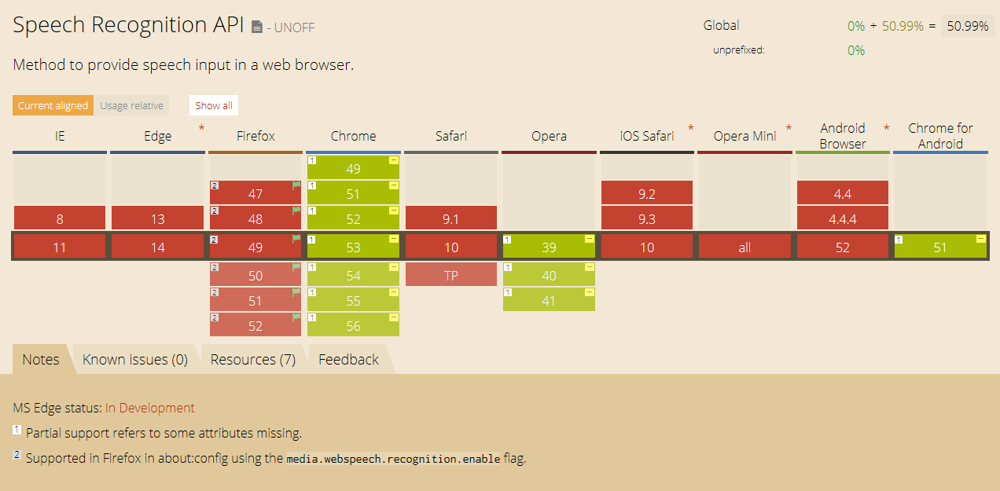 Speech Recognition API - UNOFF
Global 0% + 50.99% = 50.99%
unprefixed: 0%
Method to provide speech input in a web browser.
Current aligned Usage relative Show all
IE Edge * Firefox Chrome Safari Opera iOS Safari * Opera Mini * Android Browser * Chrome for Android
1 49 −
2 47 1 51 − 9.2 4.4
8 13 2 48 1 52 − 9.1 9.3 4.4.4
11 14 2 49 1 53 − 10 1 39 − 10 all 52 1 51 −
2 50 1 54 − TP 1 40 −
2 51 1 55 − 1 41 −
2 52 1 56 −
Notes Known issues (0) Resources (7) Feedback
MS Edge status: In Development
1 Partial support refers to some attributes missing.
2 Supported in Firefox in about:config using the media.webspeech.recognition.enable flag.